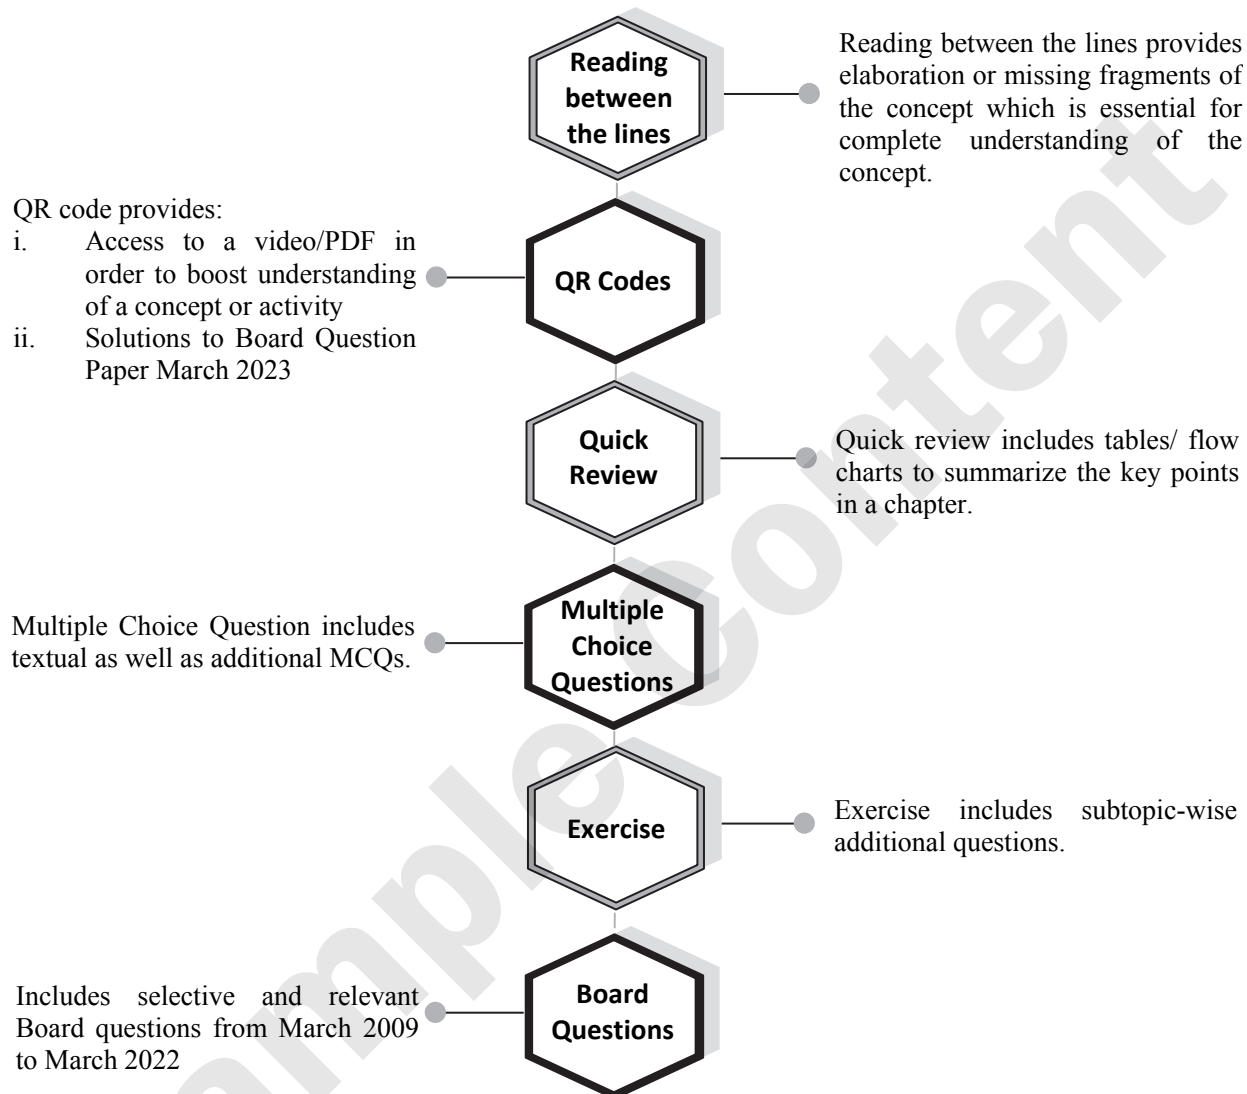 Reading
between
the lines
Reading between the lines provides
elaboration or missing fragments of
the concept which is essential for
complete understanding of the
concept.
QR code provides:
i. Access to a video/PDF in
order to boost understanding
of a concept or activity
ii. Solutions to Board Question
Paper March 2023
QR Codes
Quick
Review
Quick review includes tables/ flow
charts to summarize the key points
in a chapter.
Multiple Choice Question includes
textual as well as additional MCQs.
Multiple
Choice
Questions
Exercise
Exercise includes subtopic-wise
additional questions.
Includes selective and relevant
Board questions from March 2009
to March 2022
Board
Questions
ample Content